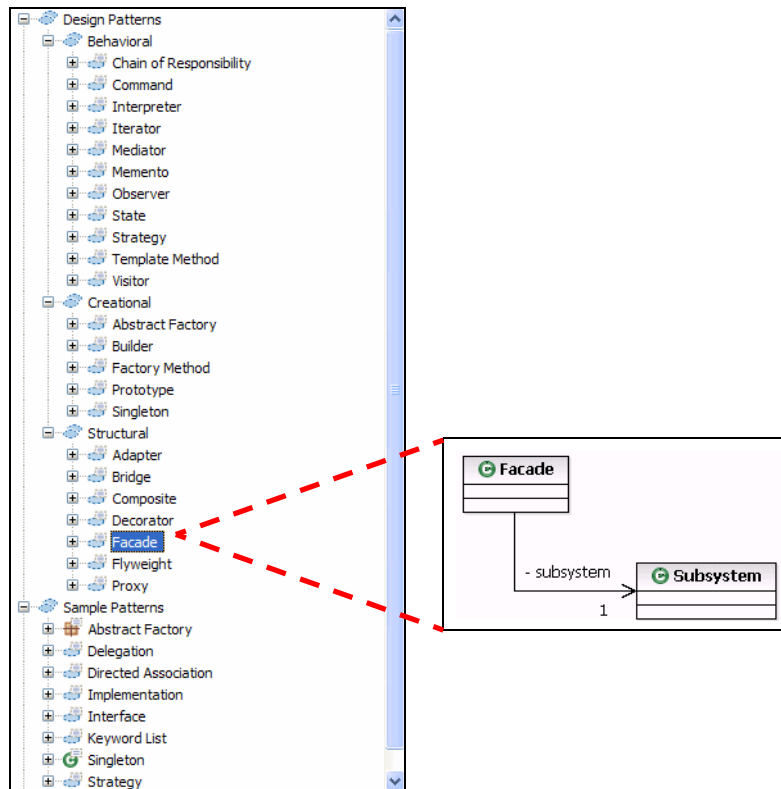 Design Patterns
Behavioral
Chain of Responsibility
Command
Interpreter
Iterator
Mediator
Memento
Observer
State
Strategy
Template Method
Visitor
Creational
Abstract Factory
Builder
Factory Method
Prototype
Singleton
Structural
Adapter
Bridge
Composite
Decorator
Facade
Flyweight
Proxy
Sample Patterns
Abstract Factory
Delegation
Directed Association
Implementation
Interface
Keyword List
Singleton
Strategy
Facade
- subsystem
1
Subsystem